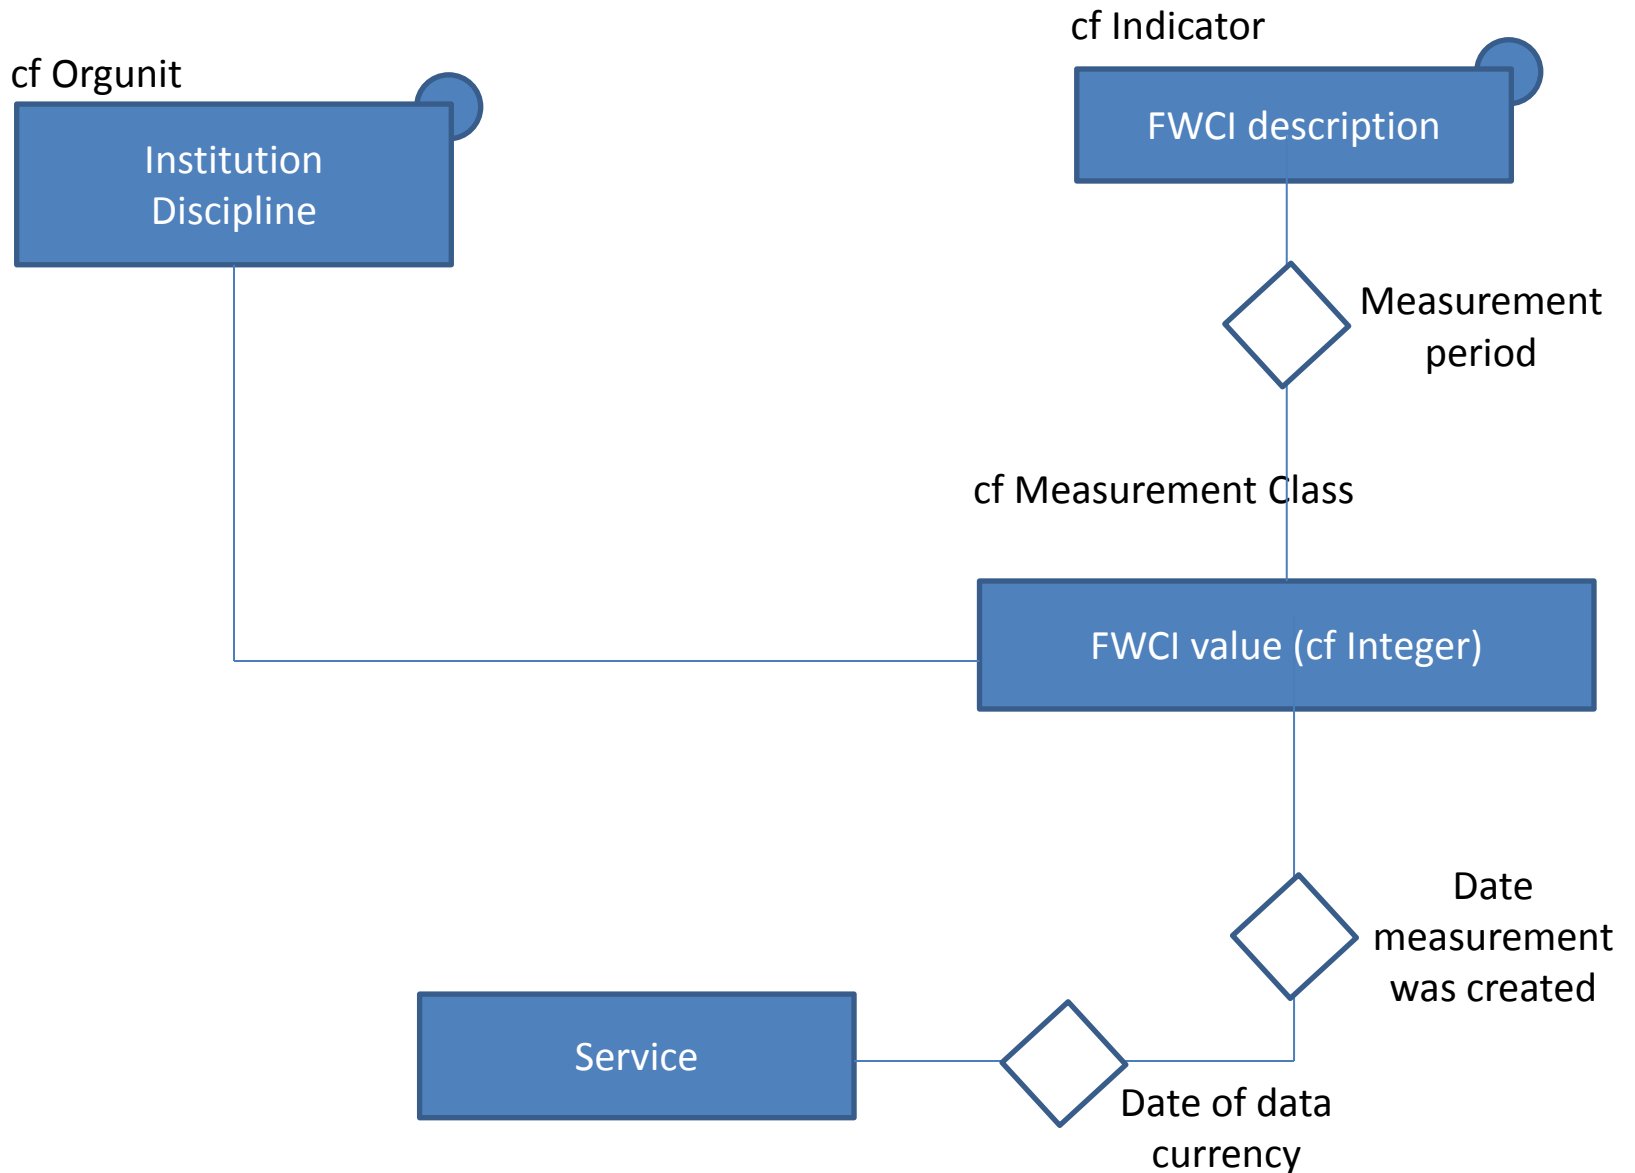 cf Orgunit
Institution
Discipline
cf Indicator
FWCI description
Measurement
period
cf Measurement Class
FWCI value (cf Integer)
Date
measurement
was created
Service
Date of data
currency